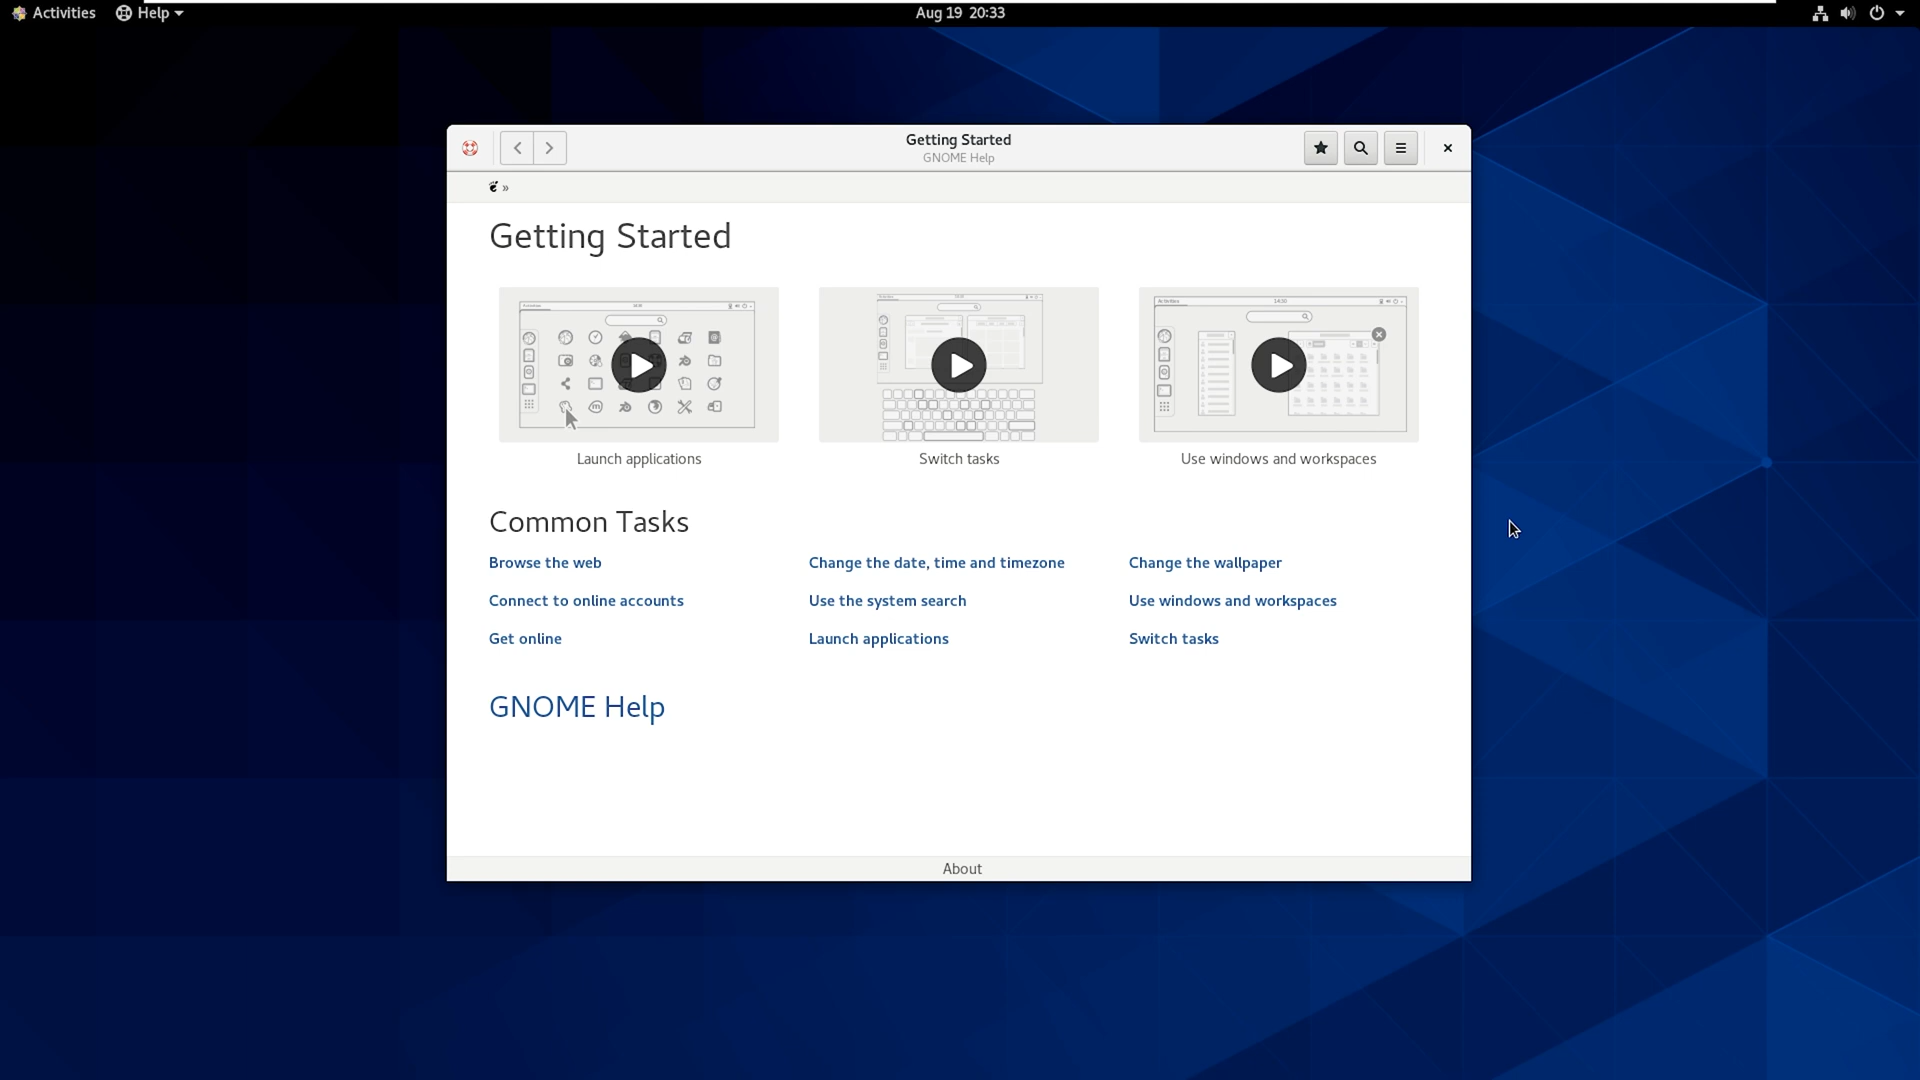 Activities Help Aug 19 20:33
Getting Started
GNOME Help
»
Getting Started
Launch applications Switch tasks Use windows and workspaces
Common Tasks
Browse the web Change the date, time and timezone Change the wallpaper
Connect to online accounts Use the system search Use windows and workspaces
Get online Launch applications Switch tasks
GNOME Help
About